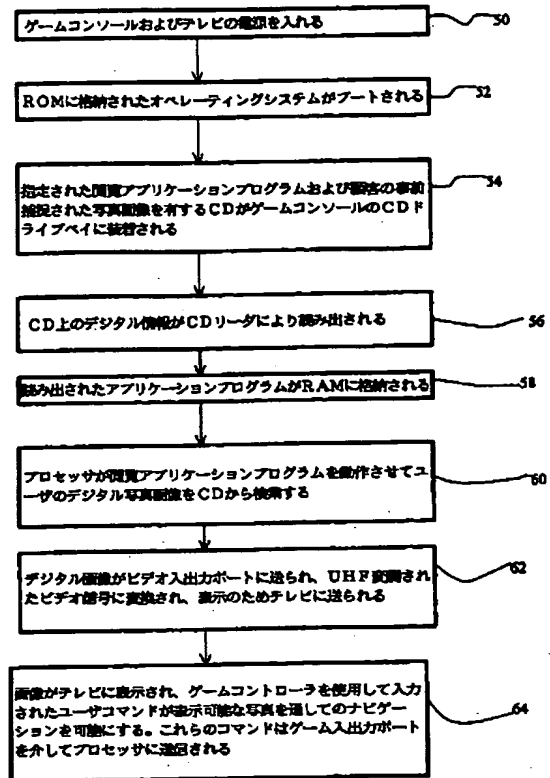 ゲームコンソールおよびテレビの電源を入れる
50
ROMに格納されたオペレーティングシステムがブートされる
52
指定された閲覧アプリケーションプログラムおよび顧客の事前
捕捉された写真画像を有するCDがゲームコンソールのCDド
ライブベイに装着される
54
CD上のデジタル情報がCDリーダにより読み出される
56
読み出されたアプリケーションプログラムがRAMに格納される
58
プロセッサが閲覧アプリケーションプログラムを動作させてユ
ーザのデジタル写真画像をCDから検索する
60
デジタル画像がビデオ入出力ポートに送られ、UHF変調され
たビデオ信号に変換され、表示のためテレビに送られる
62
画像がテレビに表示され、ゲームコントローラを使用して入力
されたユーザコマンドが表示可能な写真を通してのナビゲー
ションを可能にする。これらのコマンドはゲーム入出力ポート
を介してプロセッサに送信される
64